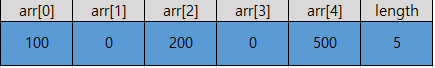 arr[0] arr[1] arr[2] arr[3] arr[4] length
100 0 200 0 500 5